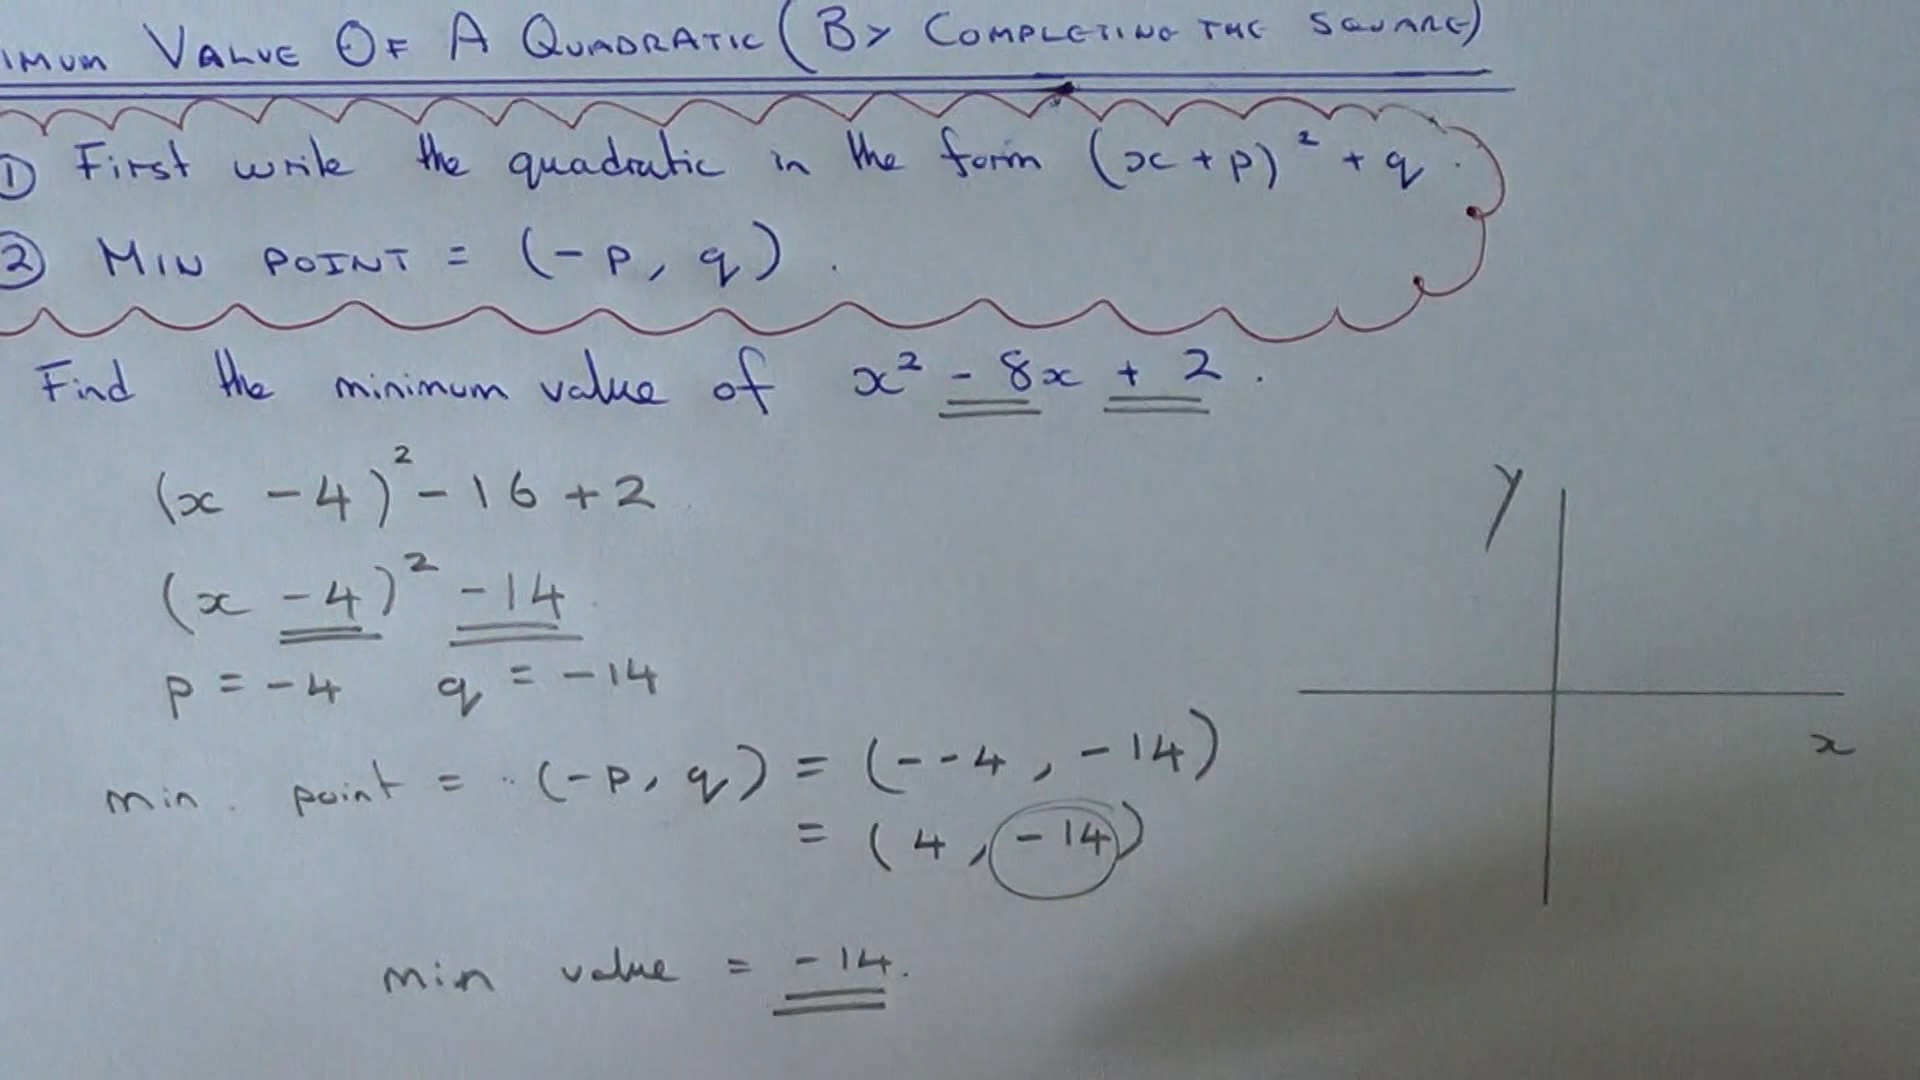 IMUM VALUE OF A QUADRATIC (BY COMPLETING THE SQUARE)
① First write the quadratic in the form (x + p)² + q.
② MIN POINT = (-p, q).
Find the minimum value of x² - 8x + 2.
(x - 4)² - 16 + 2
(x - 4)² - 14
p = -4 q = -14
min. point = (-p, q) = (--4, -14)
= (4, -14)
min value = -14.
y
x